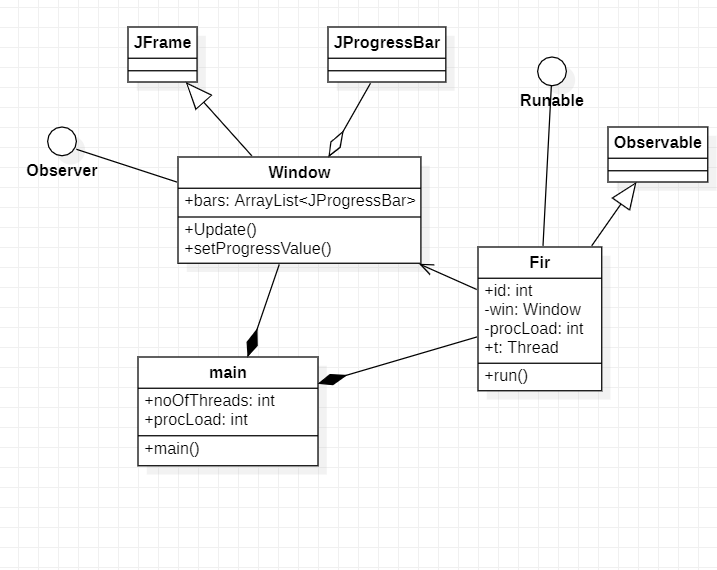 JFrame
JProgressBar
Runable
Observable
Observer
Window
+bars: ArrayList<JProgressBar>
+Update()
+setProgressValue()
Fir
+id: int
-win: Window
-procLoad: int
+t: Thread
+run()
main
+noOfThreads: int
+procLoad: int
+main()